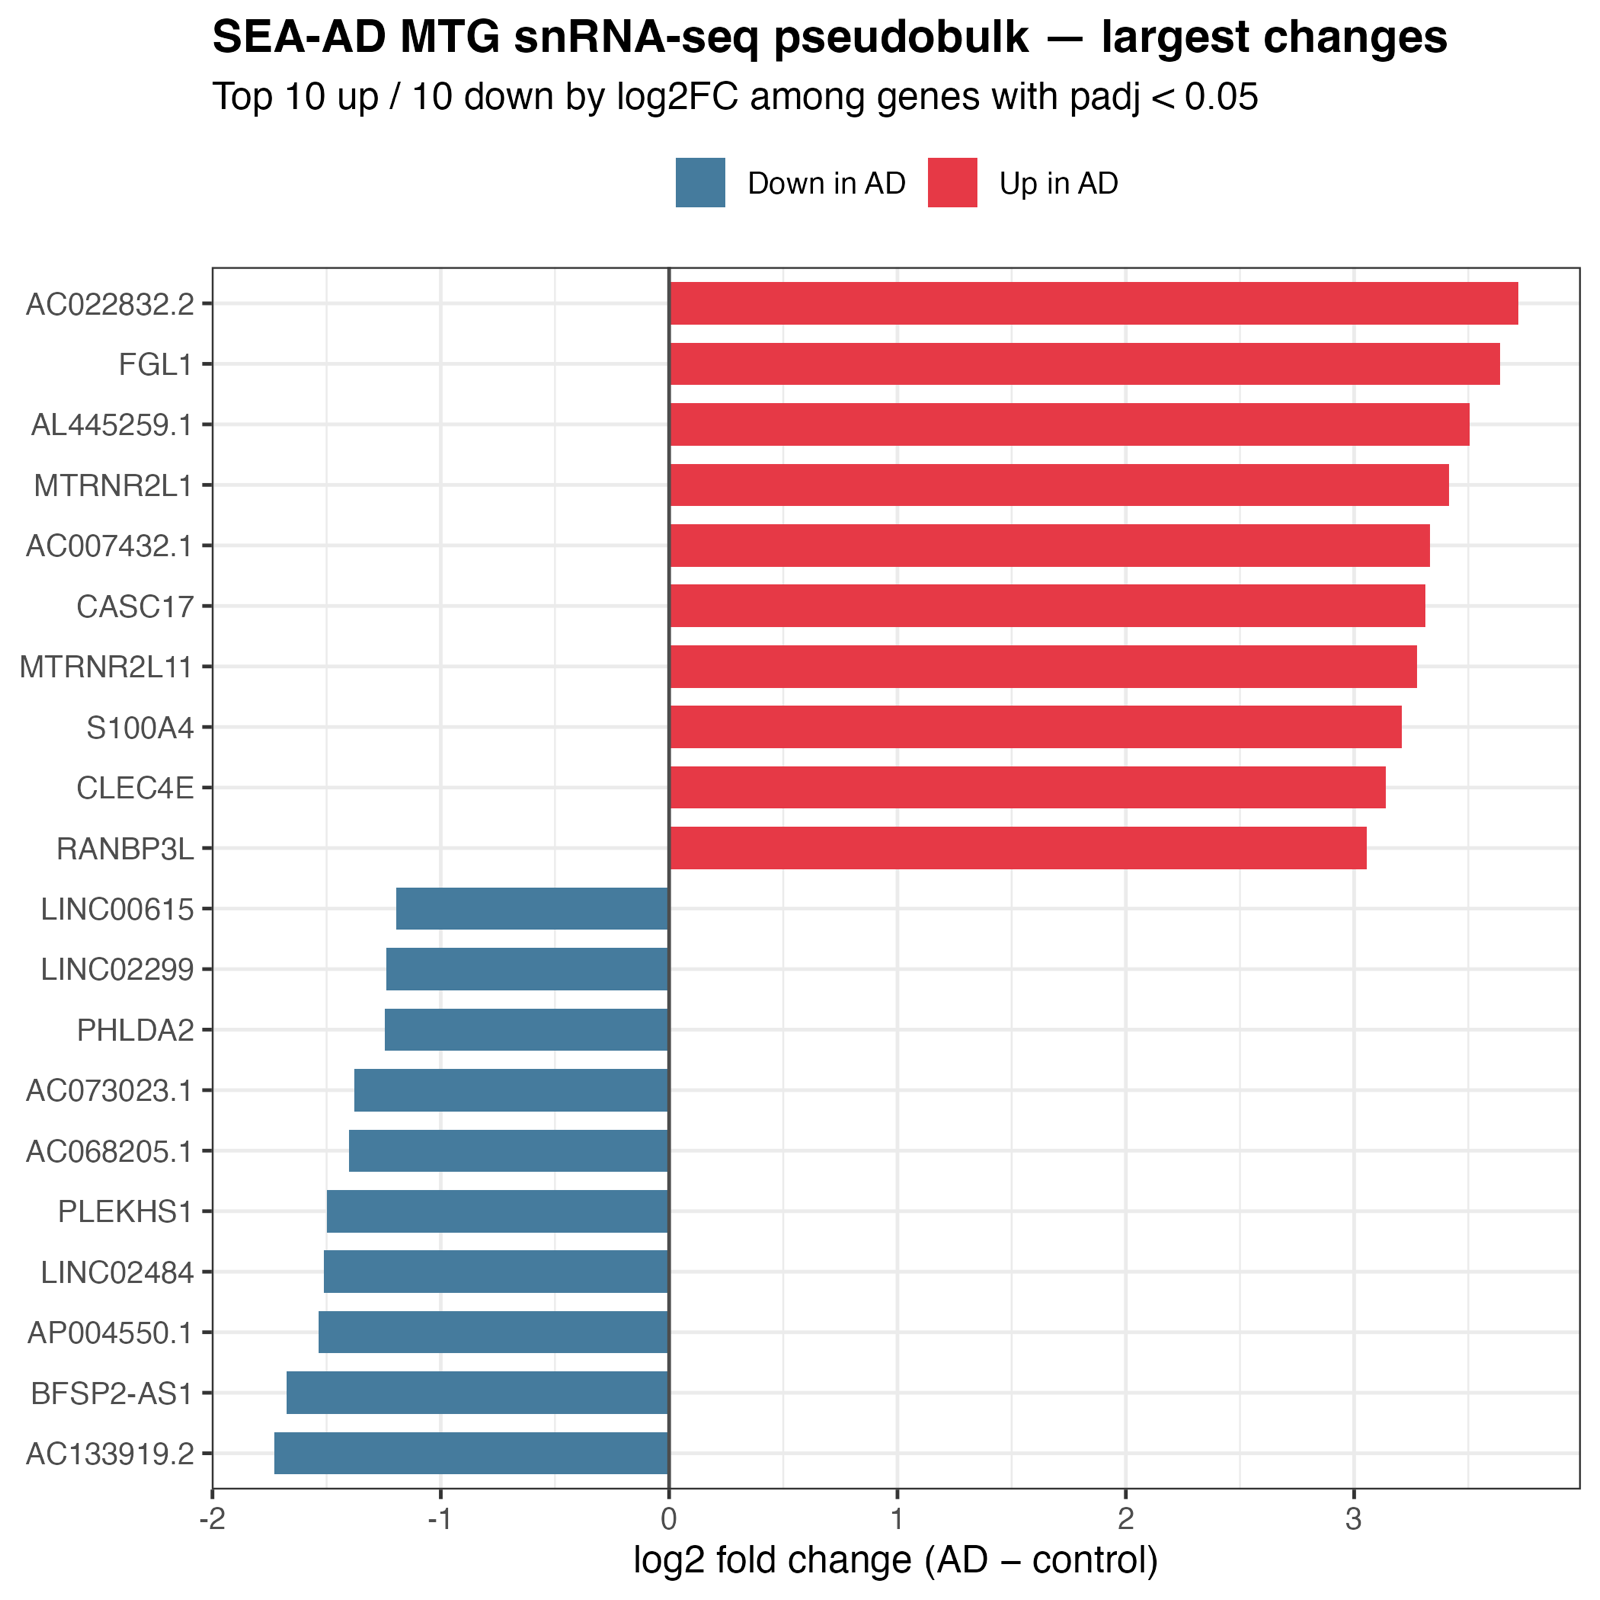 SEA-AD MTG snRNA-seq pseudobulk — largest changes
Top 10 up / 10 down by log2FC among genes with padj < 0.05
Down in AD Up in AD
AC022832.2
FGL1
AL445259.1
MTRNR2L1
AC007432.1
CASC17
MTRNR2L11
S100A4
CLEC4E
RANBP3L
LINC00615
LINC02299
PHLDA2
AC073023.1
AC068205.1
PLEKHS1
LINC02484
AP004550.1
BFSP2-AS1
AC133919.2
-2 -1 0 1 2 3
log2 fold change (AD − control)